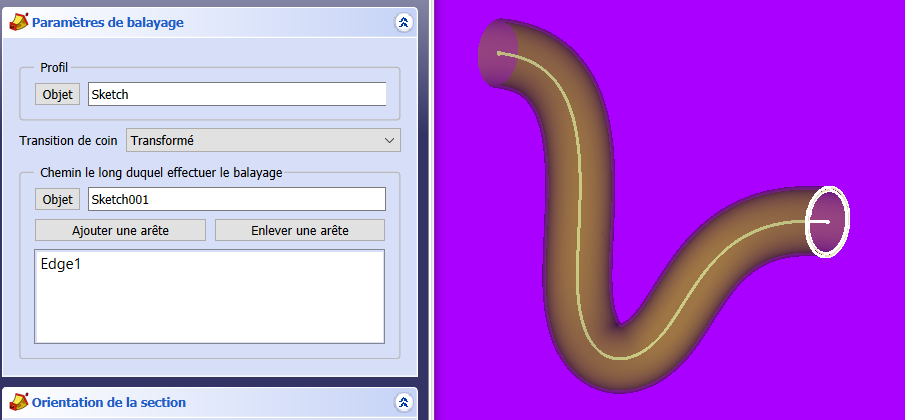 Paramètres de balayage
Profil
Objet Sketch
Transition de coin Transformé
Chemin le long duquel effectuer le balayage
Objet Sketch001
Ajouter une arête Enlever une arête
Edge1
Orientation de la section